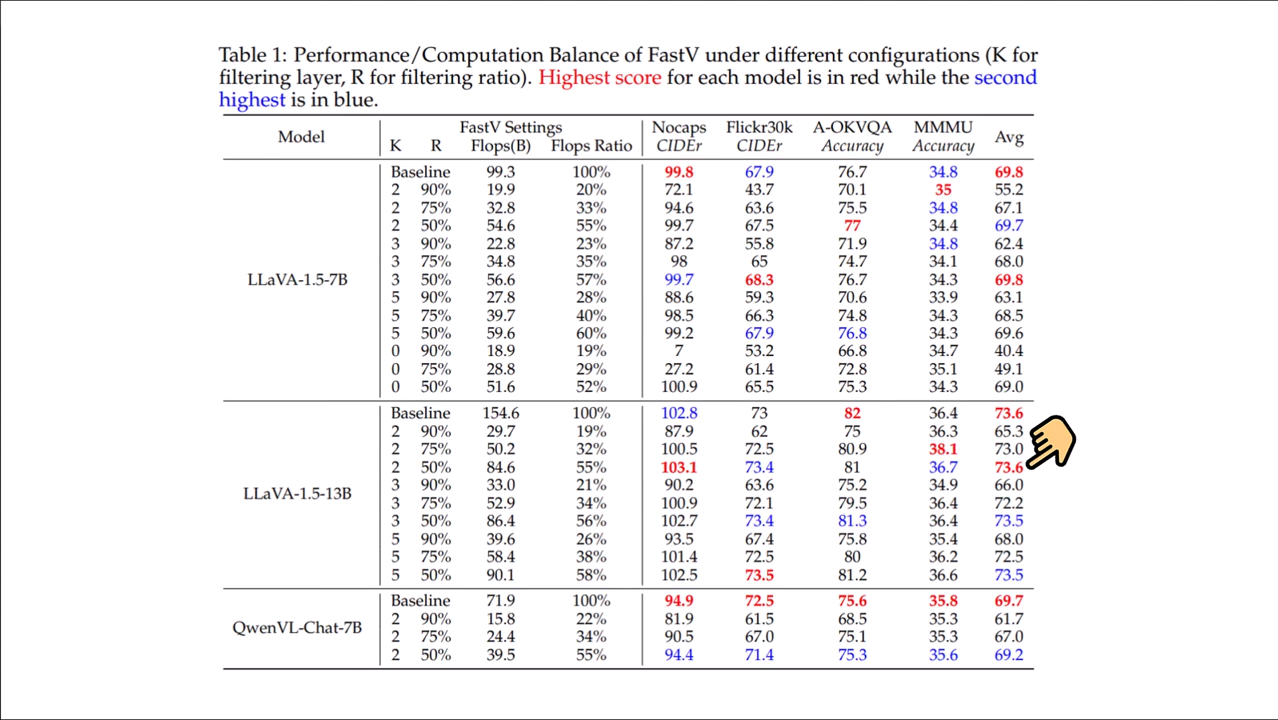 Table 1: Performance/Computation Balance of FastV under different configurations (K for
filtering layer, R for filtering ratio). Highest score for each model is in red while the second
highest is in blue.
Model FastV Settings Nocaps Flickr30k A-OKVQA MMMU Avg
K R Flops(B) Flops Ratio CIDEr CIDEr Accuracy Accuracy
Baseline 99.3 100% 99.8 67.9 76.7 34.8 69.8
2 90% 19.9 20% 72.1 43.7 70.1 35 55.2
2 75% 32.8 33% 94.6 63.6 75.5 34.8 67.1
2 50% 54.6 55% 99.7 67.5 77 34.4 69.7
3 90% 22.8 23% 87.2 55.8 71.9 34.8 62.4
3 75% 34.8 35% 98 65 74.7 34.1 68.0
LLaVA-1.5-7B 3 50% 56.6 57% 99.7 68.3 76.7 34.3 69.8
5 90% 27.8 28% 88.6 59.3 70.6 33.9 63.1
5 75% 39.7 40% 98.5 66.3 74.8 34.3 68.5
5 50% 59.6 60% 99.2 67.9 76.8 34.3 69.6
0 90% 18.9 19% 7 53.2 66.8 34.7 40.4
0 75% 28.8 29% 27.2 61.4 72.8 35.1 49.1
0 50% 51.6 52% 100.9 65.5 75.3 34.3 69.0
Baseline 154.6 100% 102.8 73 82 36.4 73.6
2 90% 29.7 19% 87.9 62 75 36.3 65.3
2 75% 50.2 32% 100.5 72.5 80.9 38.1 73.0
2 50% 84.6 55% 103.1 73.4 81 36.7 73.6
3 90% 33.0 21% 90.2 63.6 75.2 34.9 66.0
LLaVA-1.5-13B 3 75% 52.9 34% 100.9 72.1 79.5 36.4 72.2
3 50% 86.4 56% 102.7 73.4 81.3 36.4 73.5
5 90% 39.6 26% 93.5 67.4 75.8 35.4 68.0
5 75% 58.4 38% 101.4 72.5 80 36.2 72.5
5 50% 90.1 58% 102.5 73.5 81.2 36.6 73.5
Baseline 71.9 100% 94.9 72.5 75.6 35.8 69.7
2 90% 15.8 22% 81.9 61.5 68.5 35.3 61.7
QwenVL-Chat-7B 2 75% 24.4 34% 90.5 67.0 75.1 35.3 67.0
2 50% 39.5 55% 94.4 71.4 75.3 35.6 69.2